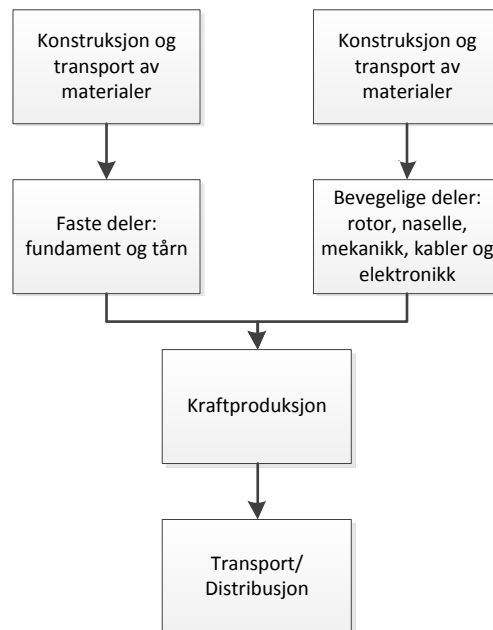 Konstruksjon og
transport av
materialer
Konstruksjon og
transport av
materialer
Faste deler:
fundament og tårn
Bevegelige deler:
rotor, naselle,
mekanikk, kabler og
elektronikk
Kraftproduksjon
Transport/
Distribusjon